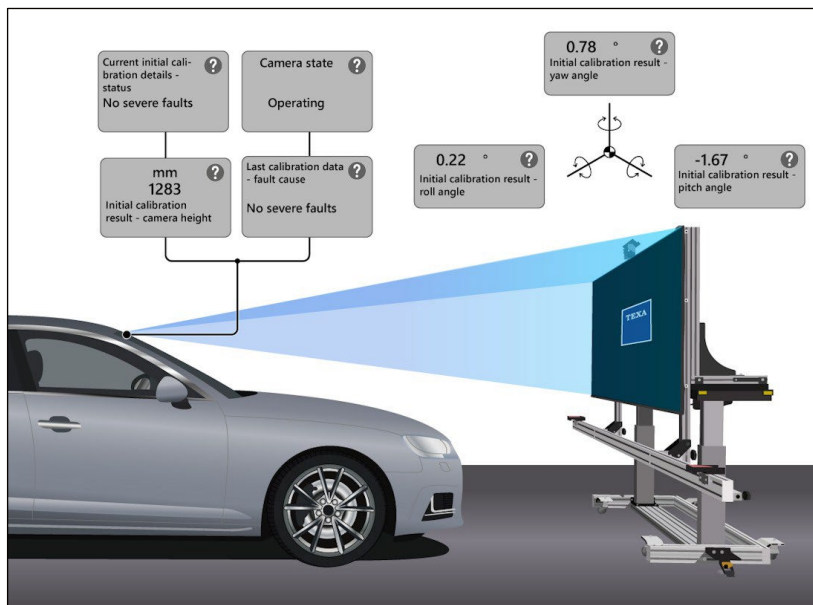 Current initial cali-
bration details -
status
No severe faults
?
Camera state
Operating
?
mm
1283
Initial calibration
result - camera height
?
Last calibration data
- fault cause
No severe faults
?
0.78 °
Initial calibration result -
yaw angle
?
0.22 °
Initial calibration result -
roll angle
?
-1.67 °
Initial calibration result -
pitch angle
?
TEXA